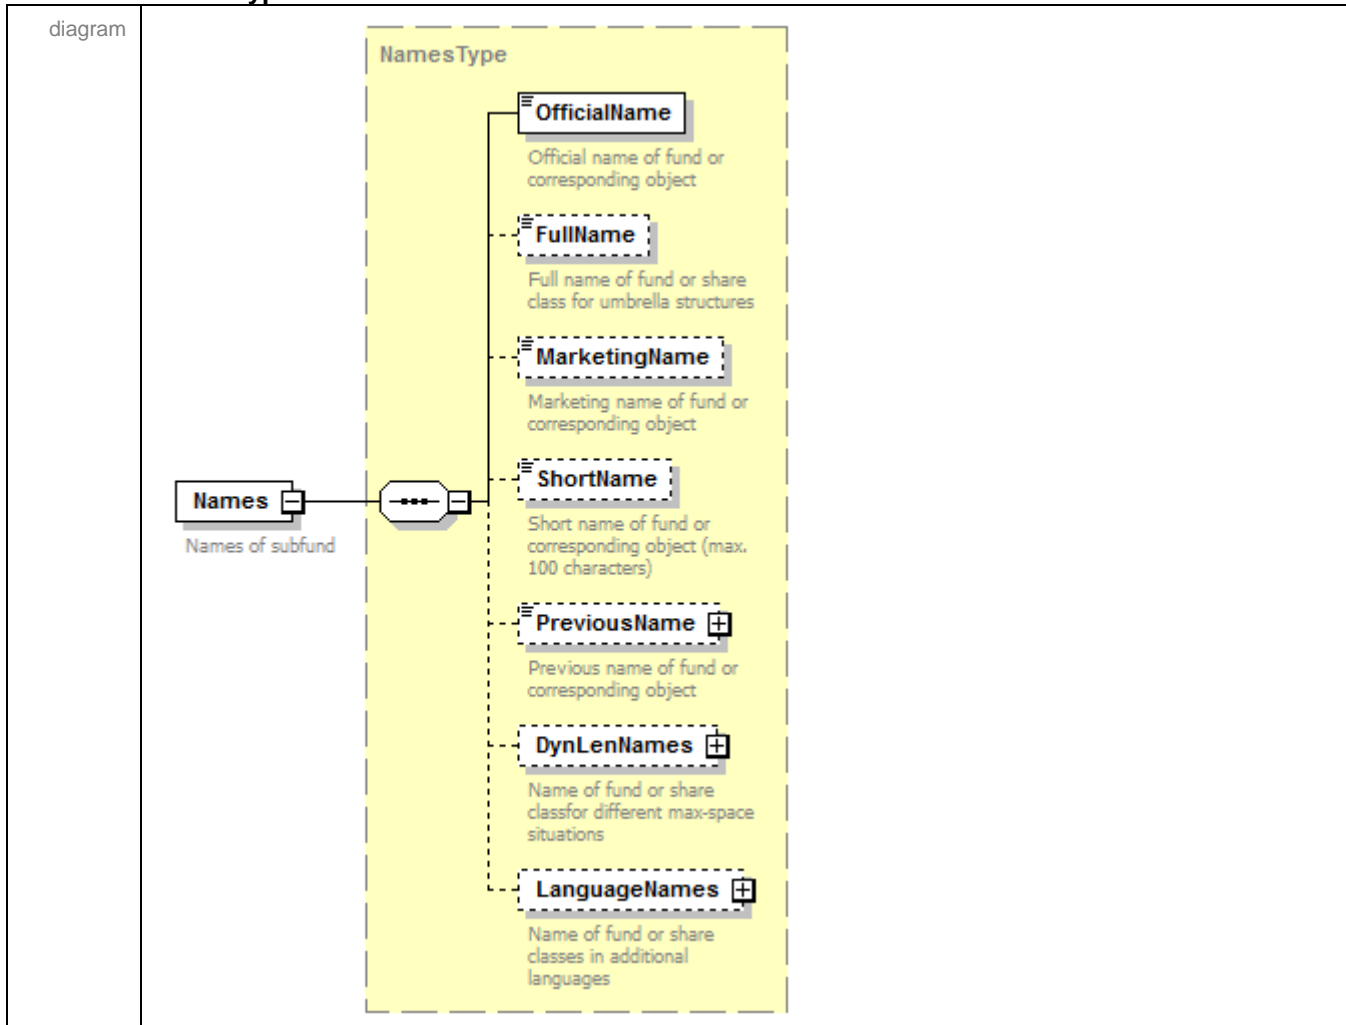 diagram
NamesType
OfficialName
Official name of fund or
corresponding object
FullName
Full name of fund or share
class for umbrella structures
MarketingName
Marketing name of fund or
corresponding object
ShortName
Short name of fund or
corresponding object (max.
100 characters)
Names
Names of subfund
PreviousName
Previous name of fund or
corresponding object
DynLenNames
Name of fund or share
classfor different max-space
situations
LanguageNames
Name of fund or share
classes in additional
languages